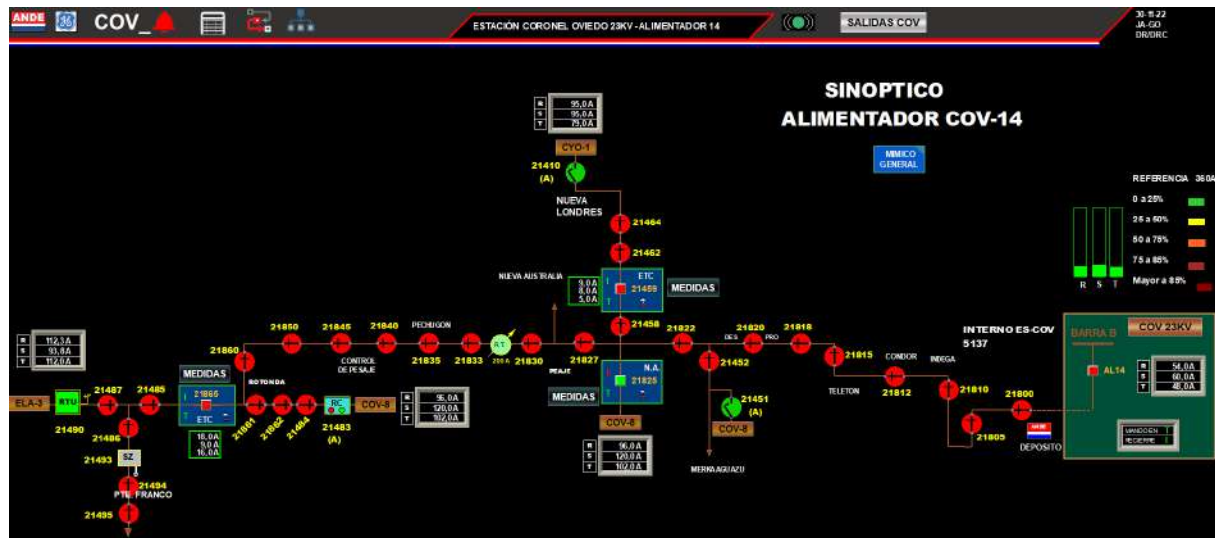 ANDE
COV_
ESTACIÓN CORONEL OVIEDO 23KV -ALIMENTADOR 14
SALIDAS COV
30-11-22
JA-GO
DR/DRC
SINOPTICO
ALIMENTADOR COV-14
MIMICO
GENERAL
R 95,0A
S 95,0A
T 79,0A
CYO-1
21410
(A)
NUEVA
LONDRES
21464
21462
REFERENCIA 360A
0 a 25%
25 a 50%
50 a 75%
75 a 85%
Mayor a 85%
R S T
NUEVA AUSTRALIA
9,0A
8,0A
5,0A
ETC
21459
MEDIDAS
21458
21850
21845
21840
PECHUGON
21860
CONTROL
DE PESAJE
21835
21833
R.T.
200 A
21830
21827
PEAJE
21822
DES
21820
PRO
21818
21452
21815
CONDOR
INDEGA
TELETON
21812
21810
21805
21800
ANDE
DEPOSITO
INTERNO ES-COV
5137
BARRA B
COV 23KV
AL14
R 54,0A
S 60,0A
T 48,0A
MANDO EN
RECIERRE
R 112,3A
S 93,8A
T 112,0A
ELA-3
RTU
21490
21487
21485
21486
21493
SZ
21494
PTE. FRANCO
21495
MEDIDAS
21865
ETC
18,0A
9,0A
16,0A
ROTONDA
21861
21862
21484
RC
21483
(A)
COV-8
R 96,0A
S 120,0A
T 102,0A
N.A.
21825
MEDIDAS
COV-8
R 96,0A
S 120,0A
T 102,0A
21451
(A)
COV-8
MBRKAAGUAZU